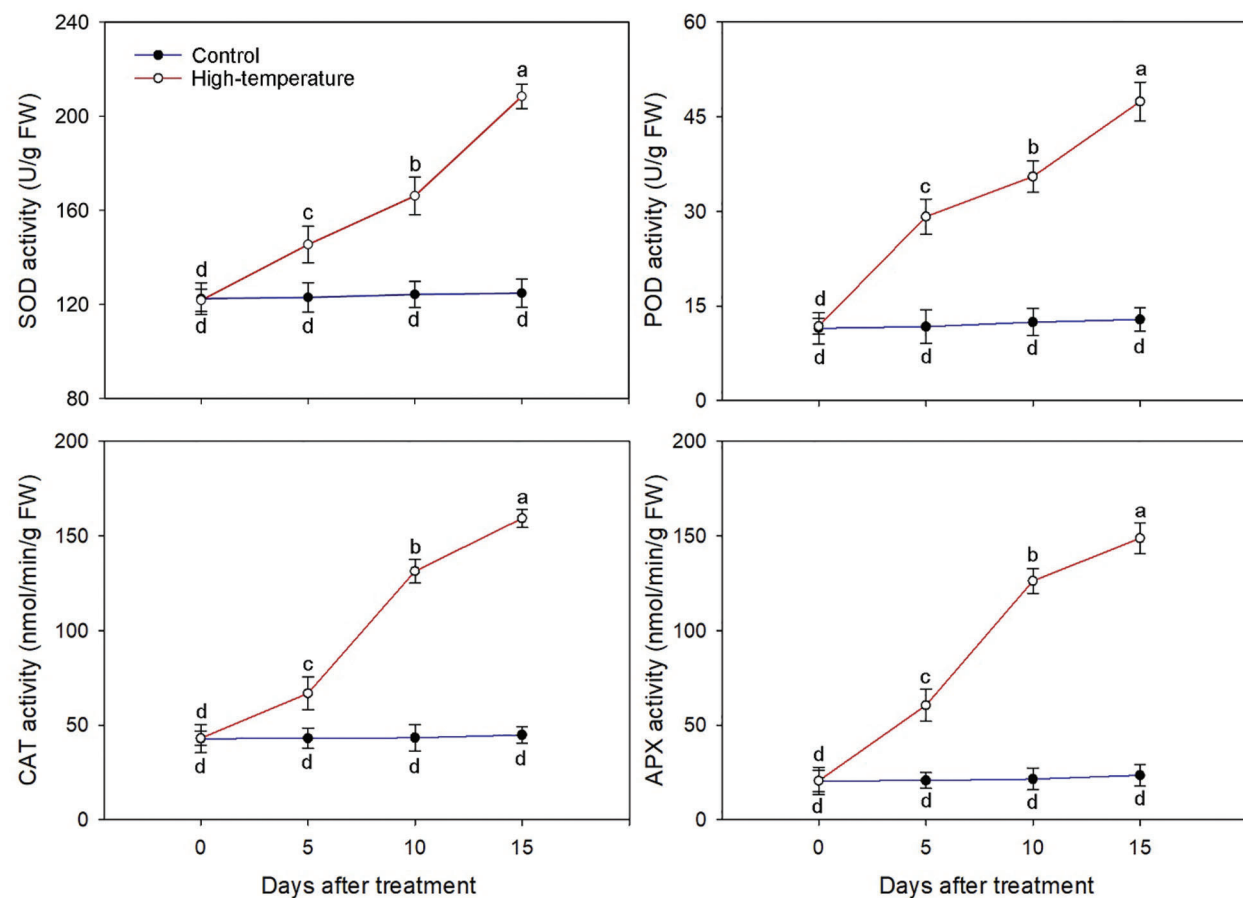 240
200
160
120
80
SOD activity (U/g FW)
Control
High-temperature
d
c
b
a
d
d
d
d
60
45
30
15
0
POD activity (U/g FW)
d
c
b
a
d
d
d
d
200
150
100
50
0
CAT activity (nmol/min/g FW)
d
c
b
a
d
d
d
d
0
5
10
15
Days after treatment
200
150
100
50
0
APX activity (nmol/min/g FW)
d
c
b
a
d
d
d
d
0
5
10
15
Days after treatment